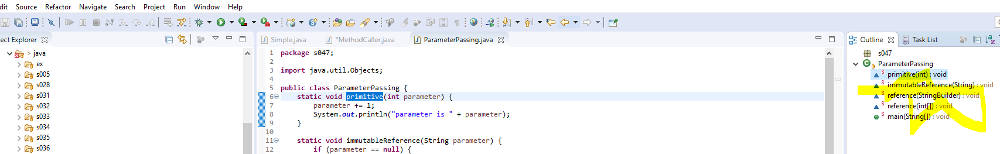 dit Source Refactor Navigate Search Project Run Window Help
ect Explorer
> java
ex
s005
s028
s031
s032
s033
s034
s035
s036
Simple.java *MethodCaller.java ParameterPassing.java
1 package s047;
2
3 import java.util.Objects;
4
5 public class ParameterPassing {
6 static void primitive(int parameter) {
7 parameter += 1;
8 System.out.println("parameter is " + parameter);
9 }
10
11 static void immutableReference(String parameter) {
12 if (parameter == null) {
Outline Task List
s047
ParameterPassing
S primitive(int) : void
S immutableReference(String) : void
S reference(StringBuilder) : void
S reference(int[]) : void
S main(String[]) : void